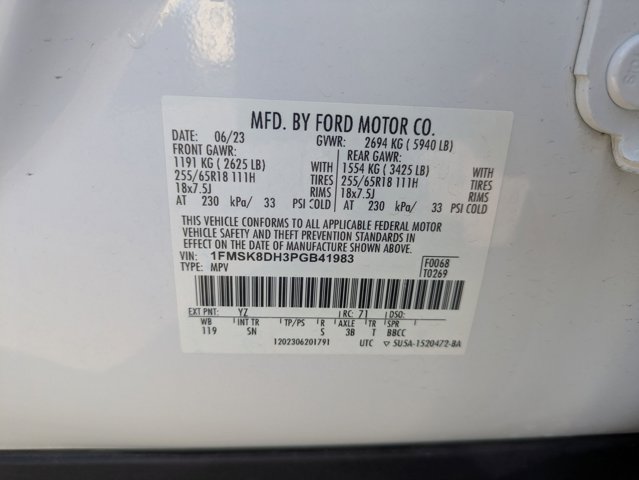 MFD. BY FORD MOTOR CO.
DATE: 06/23 GVWR: 2694 KG ( 5940 LB)
FRONT GAWR: REAR GAWR:
1191 KG ( 2625 LB) WITH 1554 KG ( 3425 LB) WITH
255/65R18 111H TIRES 255/65R18 111H TIRES
18x7.5J RIMS 18x7.5J RIMS
AT 230 kPa/ 33 PSI COLD AT 230 kPa/ 33 PSI COLD
THIS VEHICLE CONFORMS TO ALL APPLICABLE FEDERAL MOTOR
VEHICLE SAFETY AND THEFT PREVENTION STANDARDS IN
EFFECT ON THE DATE OF MANUFACTURE SHOWN ABOVE.
VIN: 1FMSK8DH3PGB41983 F0068
TYPE: MPV T0269
EXT PNT: YZ RC: 71 DSO:
WB INT TR TP/PS R AXLE TR SPR
119 SN S 3B T BBCC
1202306201791 UTC ▽ 5U5A-1520472-BA